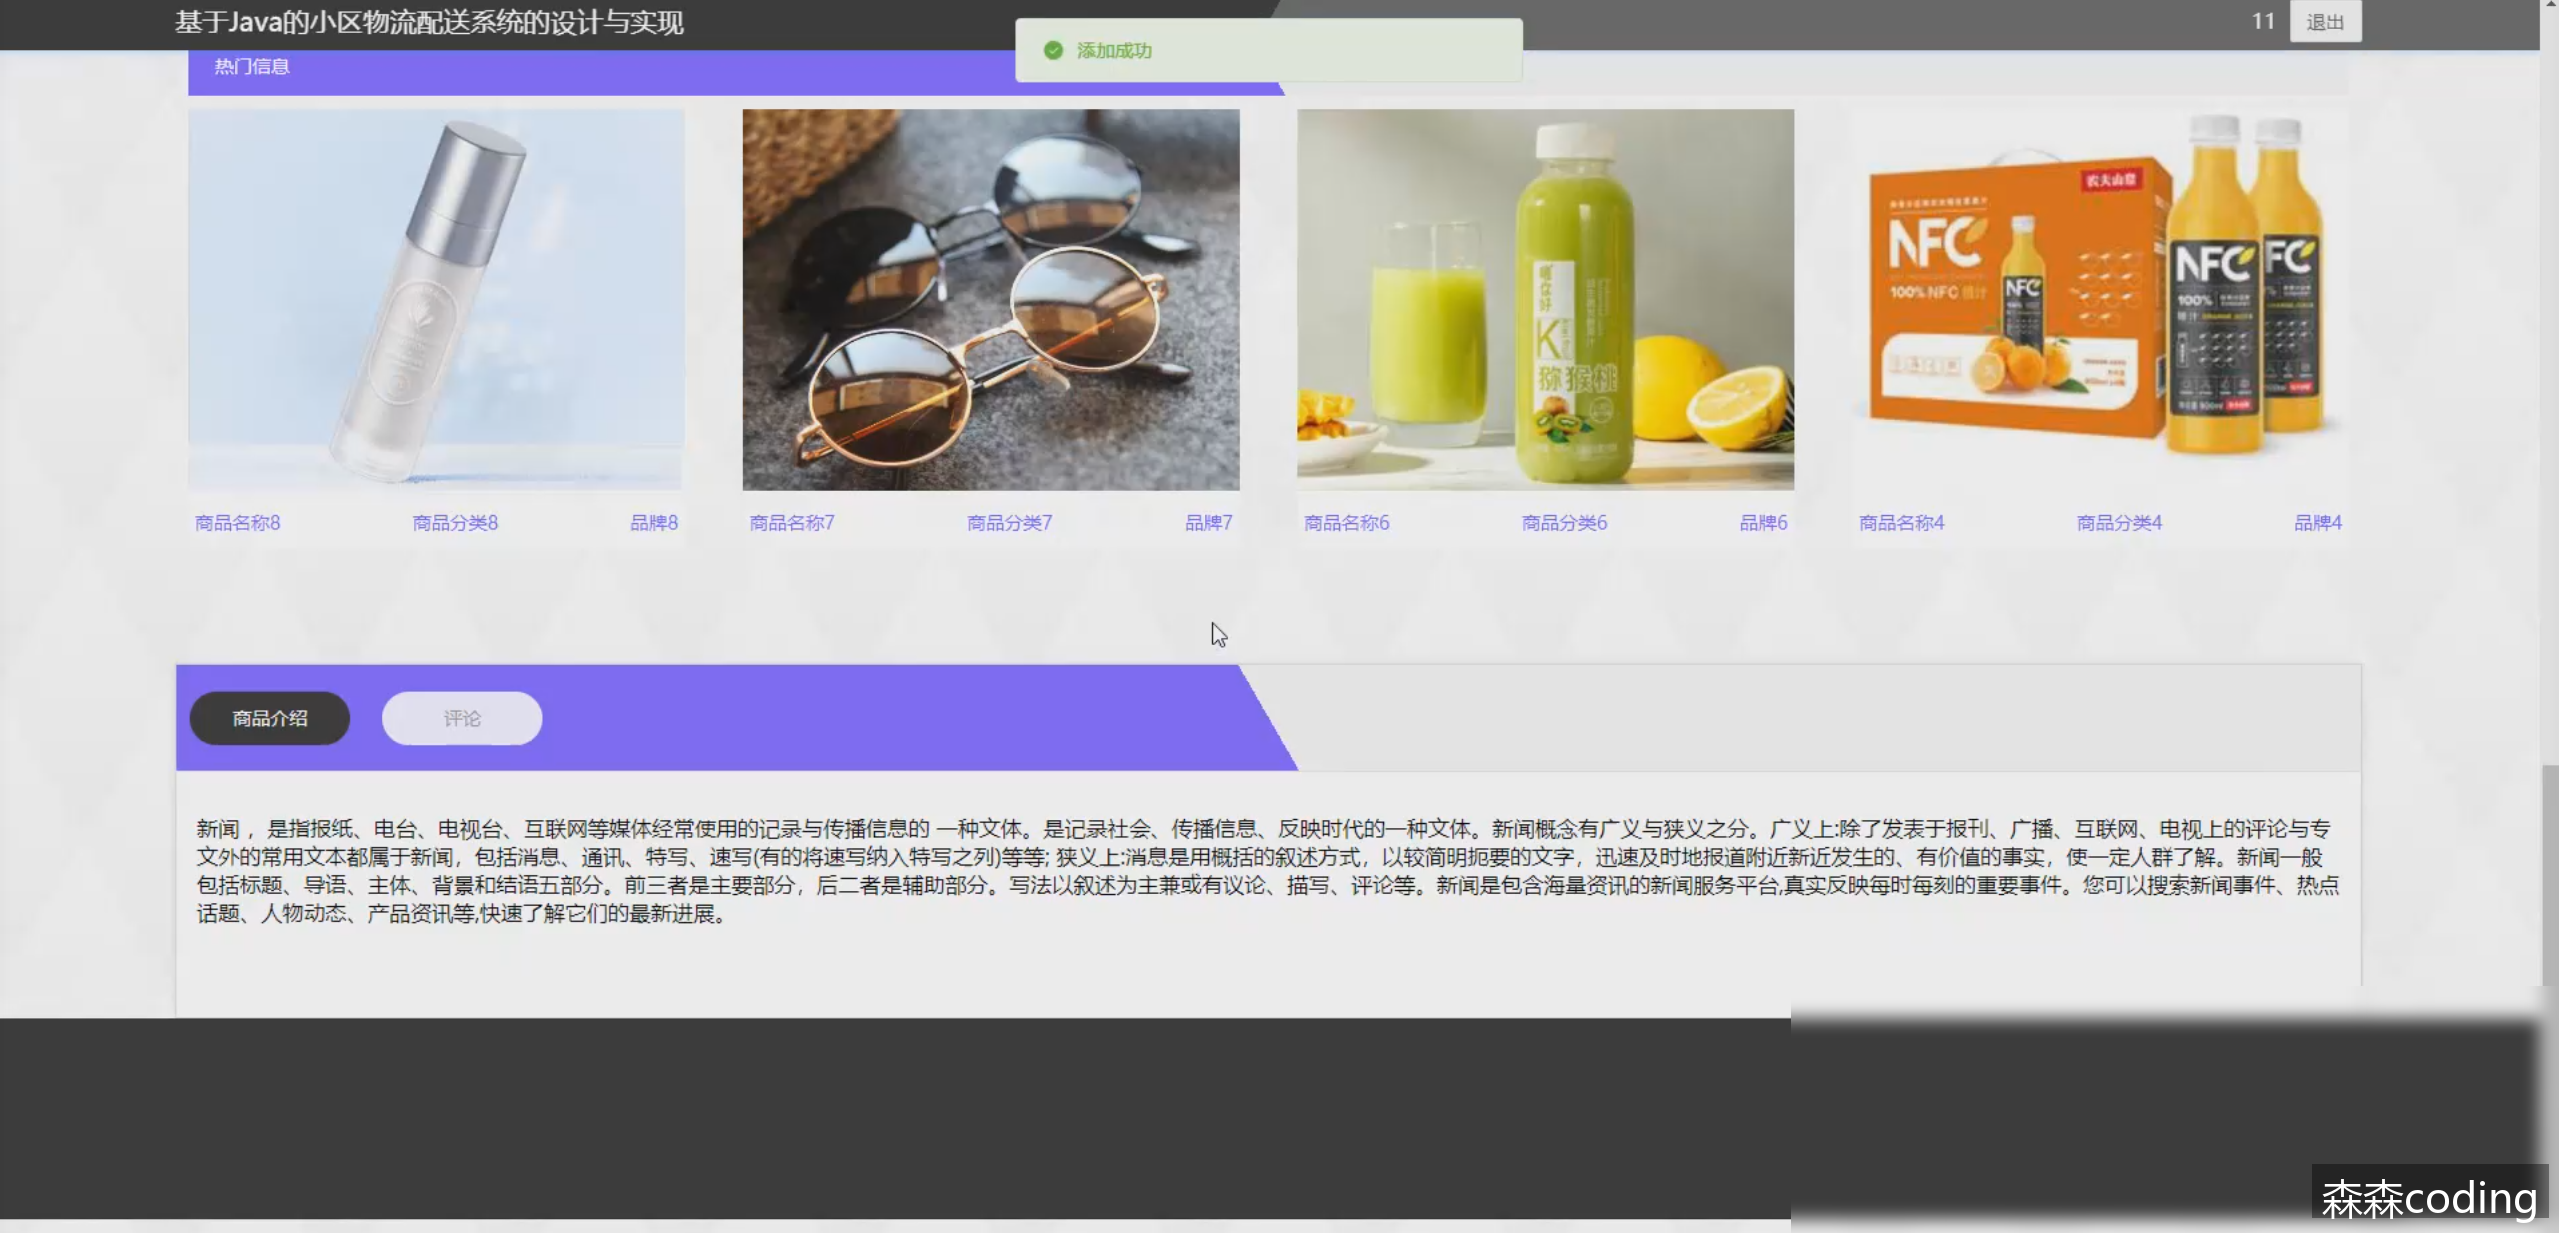 基于Java的小区物流配送系统的设计与实现
11
退出
添加成功
热门信息
农夫山泉
NFC
100% NFC 橙汁
NFC
NFC
100%
橙汁
FC
K
猕猴桃
商品名称8
商品分类8
品牌8
商品名称7
商品分类7
品牌7
商品名称6
商品分类6
品牌6
商品名称4
商品分类4
品牌4
商品介绍
评论
新闻 ，是指报纸、电台、电视台、互联网等媒体经常使用的记录与传播信息的 一种文体。是记录社会、传播信息、反映时代的一种文体。新闻概念有广义与狭义之分。广义上:除了发表于报刊、广播、互联网、电视上的评论与专
文外的常用文本都属于新闻，包括消息、通讯、特写、速写(有的将速写纳入特写之列)等等; 狭义上:消息是用概括的叙述方式，以较简明扼要的文字，迅速及时地报道附近新近发生的、有价值的事实，使一定人群了解。新闻一般
包括标题、导语、主体、背景和结语五部分。前三者是主要部分，后二者是辅助部分。写法以叙述为主兼或有议论、描写、评论等。新闻是包含海量资讯的新闻服务平台,真实反映每时每刻的重要事件。您可以搜索新闻事件、热点
话题、人物动态、产品资讯等,快速了解它们的最新进展。
森森coding